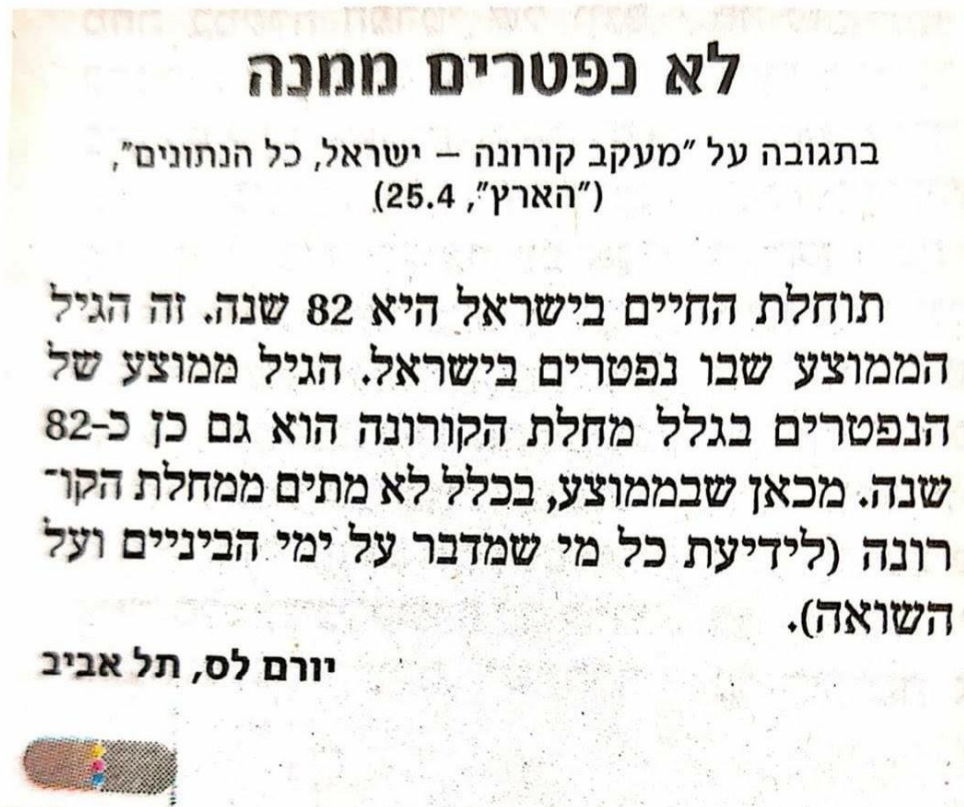 לא נפטרים ממנה
בתגובה על "מעקב קורונה – ישראל, כל הנתונים",
("הארץ", 25.4)
תוחלת החיים בישראל היא 82 שנה. זה הגיל
הממוצע שבו נפטרים בישראל. הגיל ממוצע של
הנפטרים בגלל מחלת הקורונה הוא גם כן כ-82
שנה. מכאן שבממוצע, בכלל לא מתים ממחלת הקו-
רונה (לידיעת כל מי שמדבר על ימי הביניים ועל
השואה).
יורם לס, תל אביב